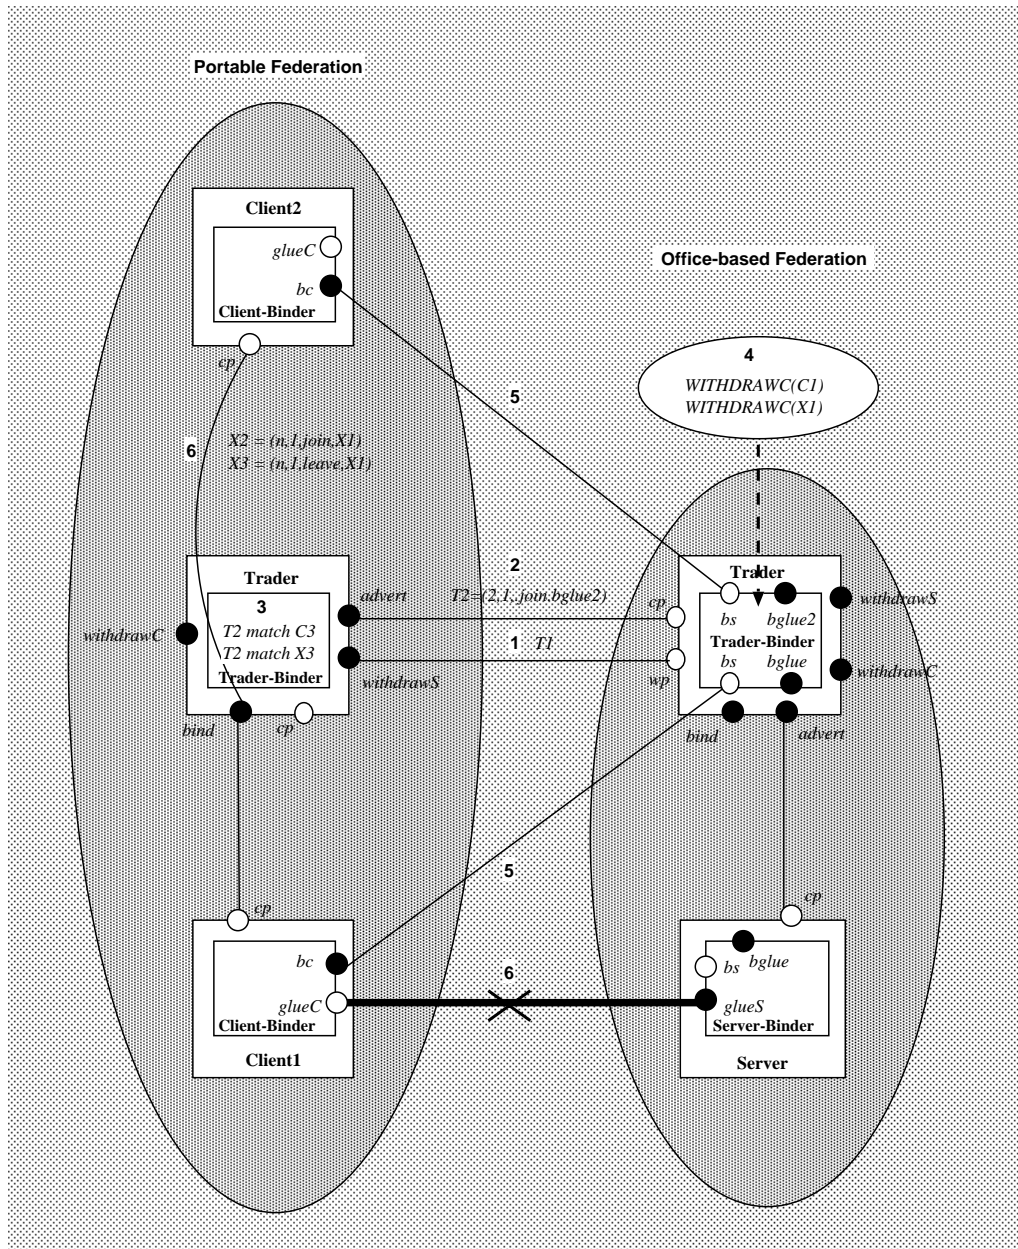 Portable Federation
Client2
glueC
bc
Client-Binder
cp
Office-based Federation
4
WITHDRAWC(C1)
WITHDRAWC(X1)
5
6
X2 = (n,1,join,X1)
X3 = (n,1,leave,X1)
Trader
3
T2 match C3
T2 match X3
Trader-Binder
advert
withdrawC
withdrawS
bind
cp
2
T2=(2,1,.join.bglue2)
1 T1
cp
wp
Trader
bs bglue2
Trader-Binder
bs bglue
withdrawS
withdrawC
bind
advert
5
cp
bc
glueC
Client-Binder
Client1
6
cp
bglue
bs
glueS
Server-Binder
Server